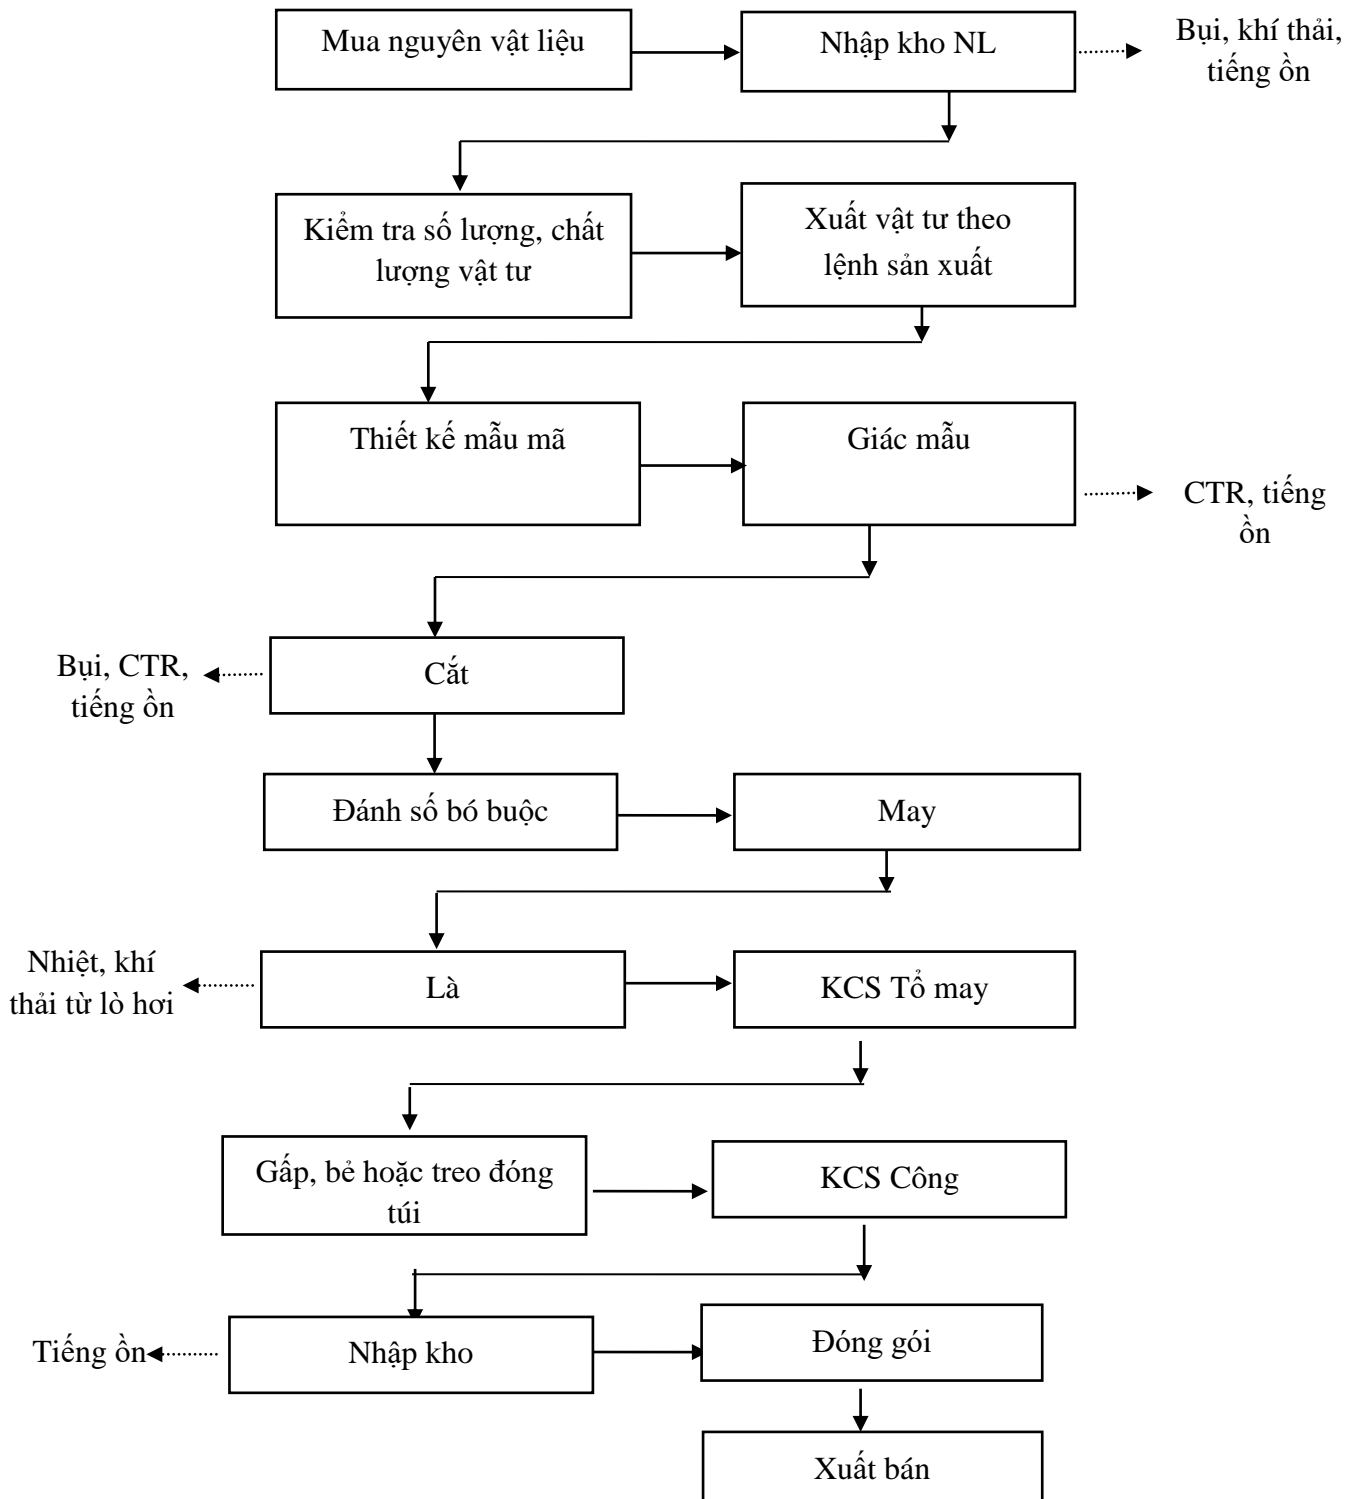 Mua nguyên vật liệu
Nhập kho NL
Bụi, khí thải,
tiếng ồn
Kiểm tra số lượng, chất
lượng vật tư
Xuất vật tư theo
lệnh sản xuất
Thiết kế mẫu mã
Giác mẫu
CTR, tiếng
ồn
Bụi, CTR,
tiếng ồn
Cắt
Đánh số bó buộc
May
Nhiệt, khí
thải từ lò hơi
Là
KCS Tổ may
Gấp, bẻ hoặc treo đóng
túi
KCS Công
Tiếng ồn
Nhập kho
Đóng gói
Xuất bán